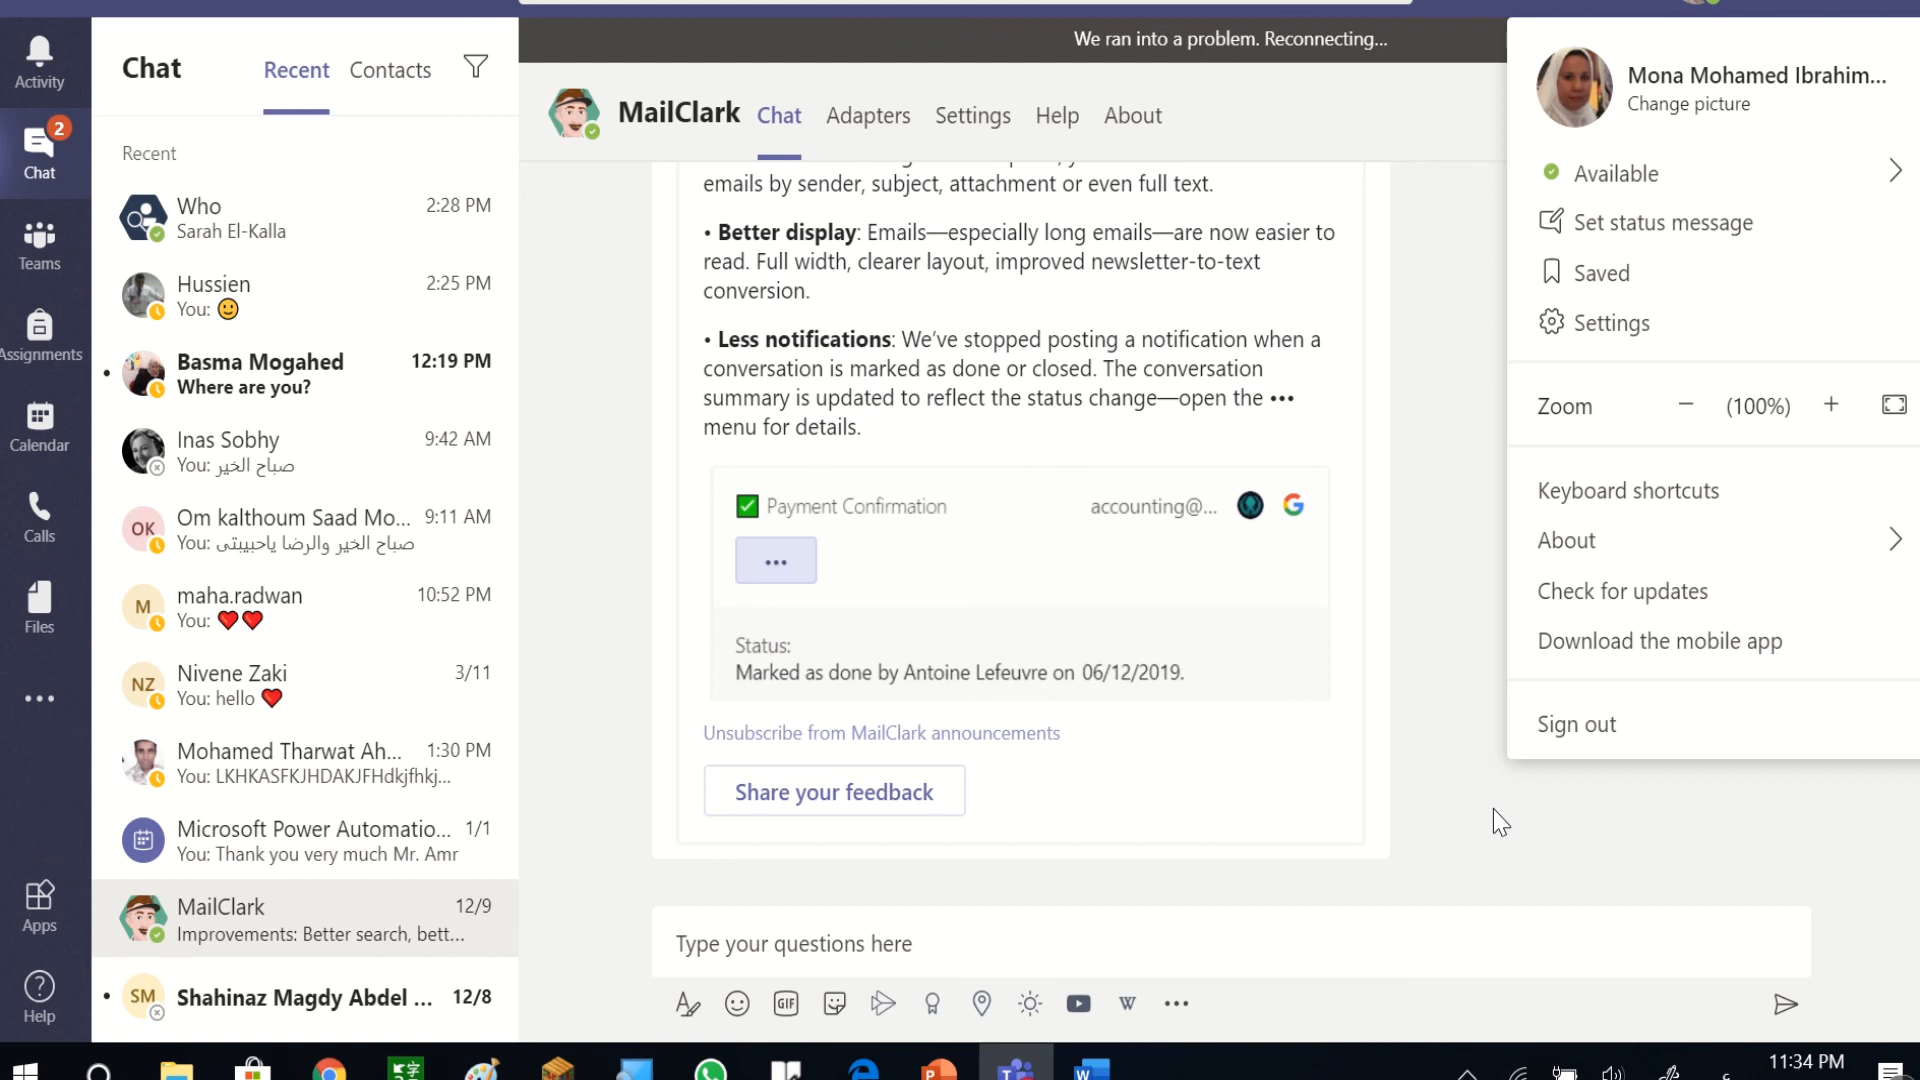 We ran into a problem. Reconnecting...
Activity
Chat
2
Teams
Assignments
Calendar
Calls
Files
Apps
Help
Chat
Recent
Contacts
Recent
Who
2:28 PM
Sarah El-Kalla
Hussien
2:25 PM
You:
Basma Mogahed
12:19 PM
Where are you?
Inas Sobhy
9:42 AM
You: صباح الخير
OK
Om kalthoum Saad Mo...
9:11 AM
You: صباح الخير والرضا ياحبيبتى
M
maha.radwan
10:52 PM
You: ❤❤
NZ
Nivene Zaki
3/11
You: hello ❤
Mohamed Tharwat Ah...
1:30 PM
You: LKHKASFKJHDAKJFHdkjfhkj...
Microsoft Power Automatio...
1/1
You: Thank you very much Mr. Amr
MailClark
12/9
Improvements: Better search, bett...
SM
Shahinaz Magdy Abdel ...
12/8
MailClark
Chat
Adapters
Settings
Help
About
emails by sender, subject, attachment or even full text.
• Better display: Emails—especially long emails—are now easier to
read. Full width, clearer layout, improved newsletter-to-text
conversion.
• Less notifications: We've stopped posting a notification when a
conversation is marked as done or closed. The conversation
summary is updated to reflect the status change—open the •••
menu for details.
Payment Confirmation
accounting@...
G
•••
Status:
Marked as done by Antoine Lefeuvre on 06/12/2019.
Unsubscribe from MailClark announcements
Share your feedback
Type your questions here
GIF
W
Mona Mohamed Ibrahim...
Change picture
Available
Set status message
Saved
Settings
Zoom
(100%)
Keyboard shortcuts
About
Check for updates
Download the mobile app
Sign out
11:34 PM